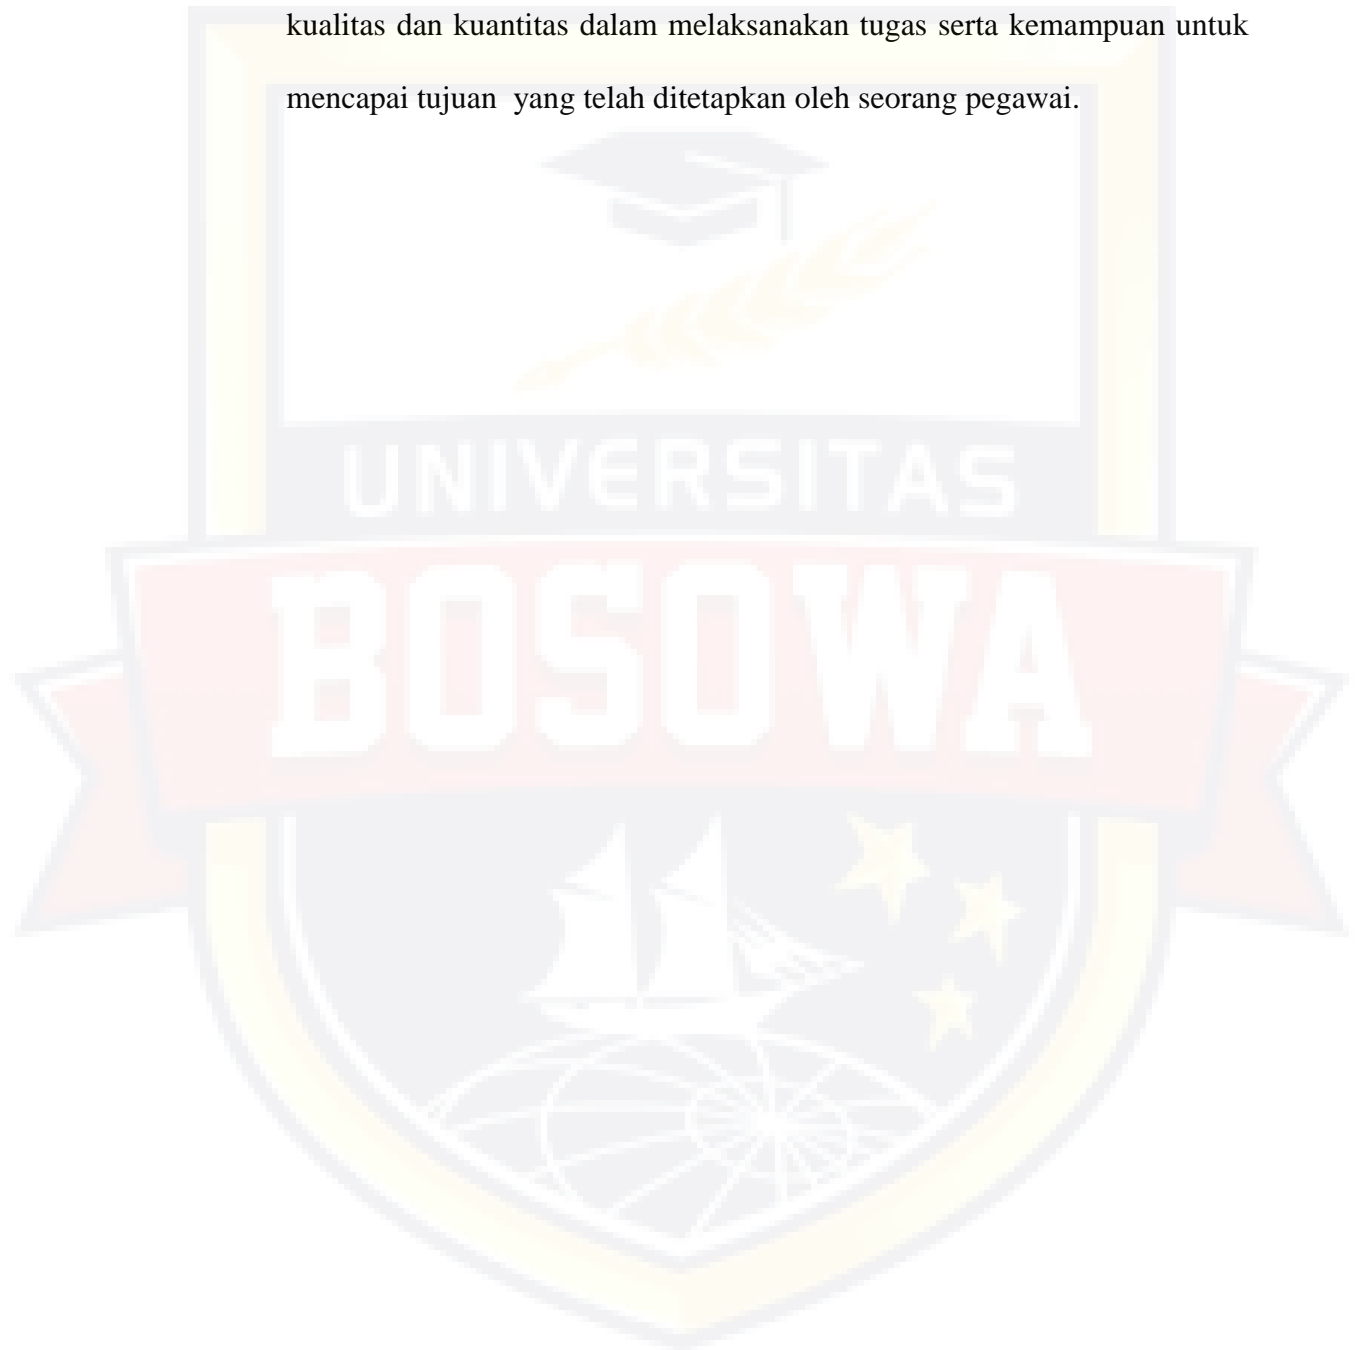 kualitas dan kuantitas dalam melaksanakan tugas serta kemampuan untuk
mencapai tujuan  yang telah ditetapkan oleh seorang pegawai.
UNIVERSITAS
BOSOWA